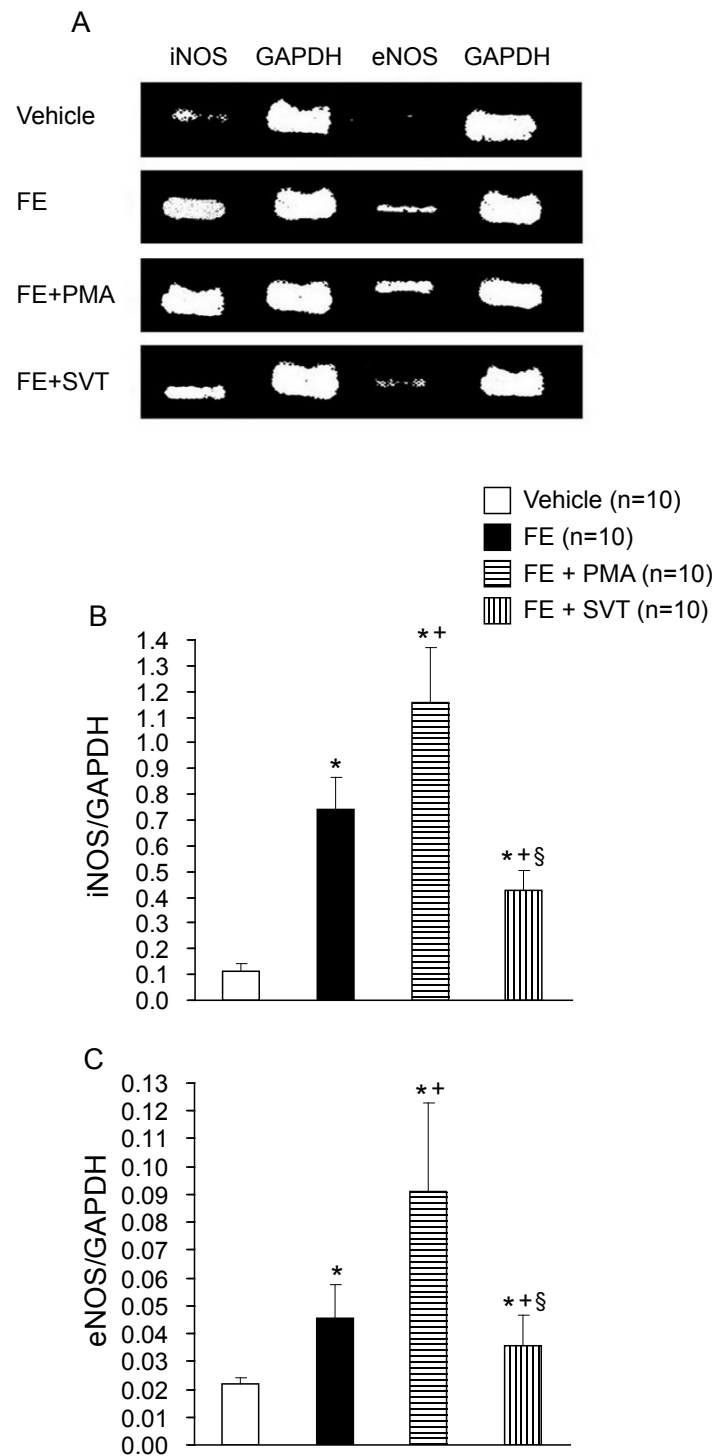 A
iNOS GAPDH eNOS GAPDH
Vehicle
FE
FE+PMA
FE+SVT
Vehicle (n=10)
FE (n=10)
FE + PMA (n=10)
FE + SVT (n=10)
B
iNOS/GAPDH
1.4
1.3
1.2
1.1
1.0
0.9
0.8
0.7
0.6
0.5
0.4
0.3
0.2
0.1
0.0
*
*+
*+§
C
eNOS/GAPDH
0.13
0.12
0.11
0.10
0.09
0.08
0.07
0.06
0.05
0.04
0.03
0.02
0.01
0.00
*
*+
*+§